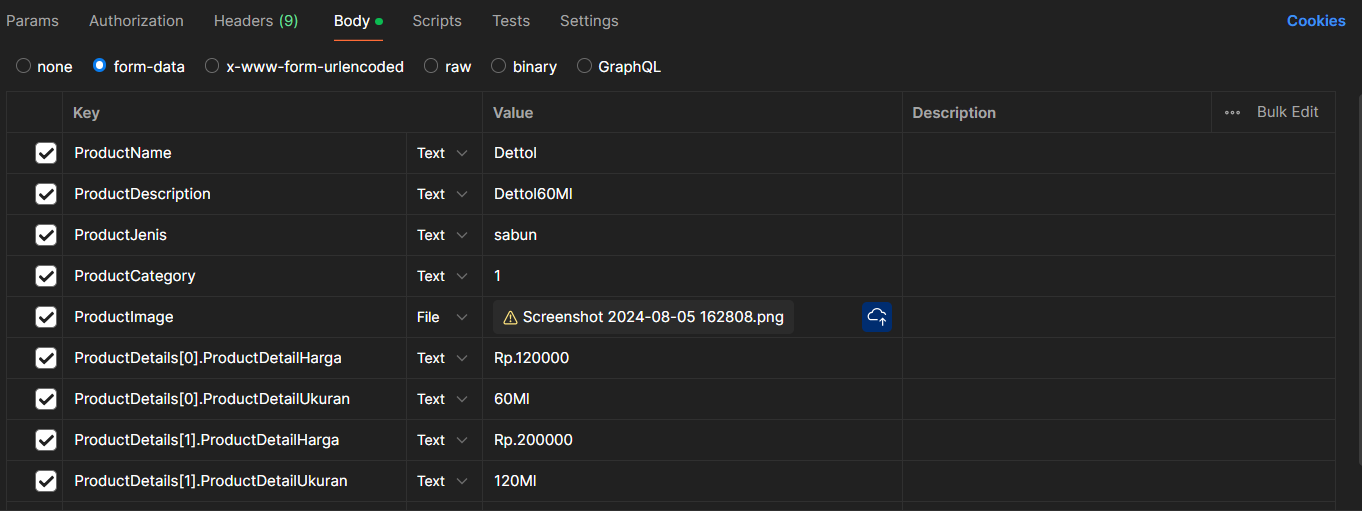 Params Authorization Headers (9) Body Scripts Tests Settings Cookies
none form-data x-www-form-urlencoded raw binary GraphQL
Key Value Description Bulk Edit
ProductName Text Dettol
ProductDescription Text Dettol60Ml
ProductJenis Text sabun
ProductCategory Text 1
ProductImage File Screenshot 2024-08-05 162808.png
ProductDetails[0].ProductDetailHarga Text Rp.120000
ProductDetails[0].ProductDetailUkuran Text 60Ml
ProductDetails[1].ProductDetailHarga Text Rp.200000
ProductDetails[1].ProductDetailUkuran Text 120Ml